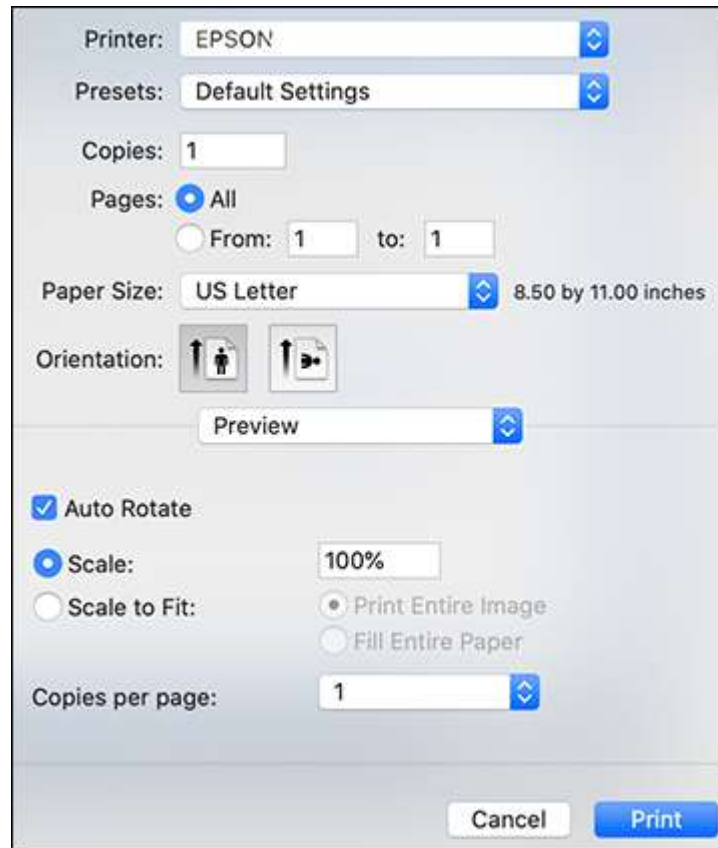 Printer: EPSON
Presets: Default Settings
Copies: 1
Pages: All
From: 1 to: 1
Paper Size: US Letter 8.50 by 11.00 inches
Orientation:
Preview
Auto Rotate
Scale: 100%
Scale to Fit: Print Entire Image
Fill Entire Paper
Copies per page: 1
Cancel Print